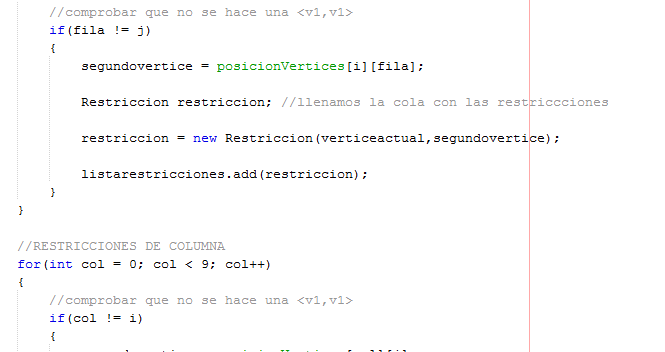 //comprobar que no se hace una <v1,v1>
if(fila != j)
{
segundovertice = posicionVertices[i][fila];
Restriccion restriccion; //llenamos la cola con las restriccciones
restriccion = new Restriccion(verticeactual,segundovertice);
listarestricciones.add(restriccion);
}
}
//RESTRICCIONES DE COLUMNA
for(int col = 0; col < 9; col++)
{
//comprobar que no se hace una <v1,v1>
if(col != i)
{